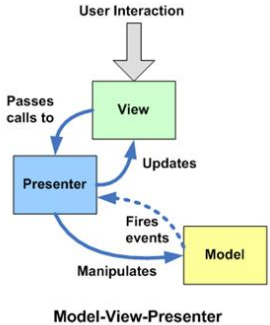 User Interaction
Passes
calls to
View
Updates
Presenter
Fires
events
Model
Manipulates
Model-View-Presenter